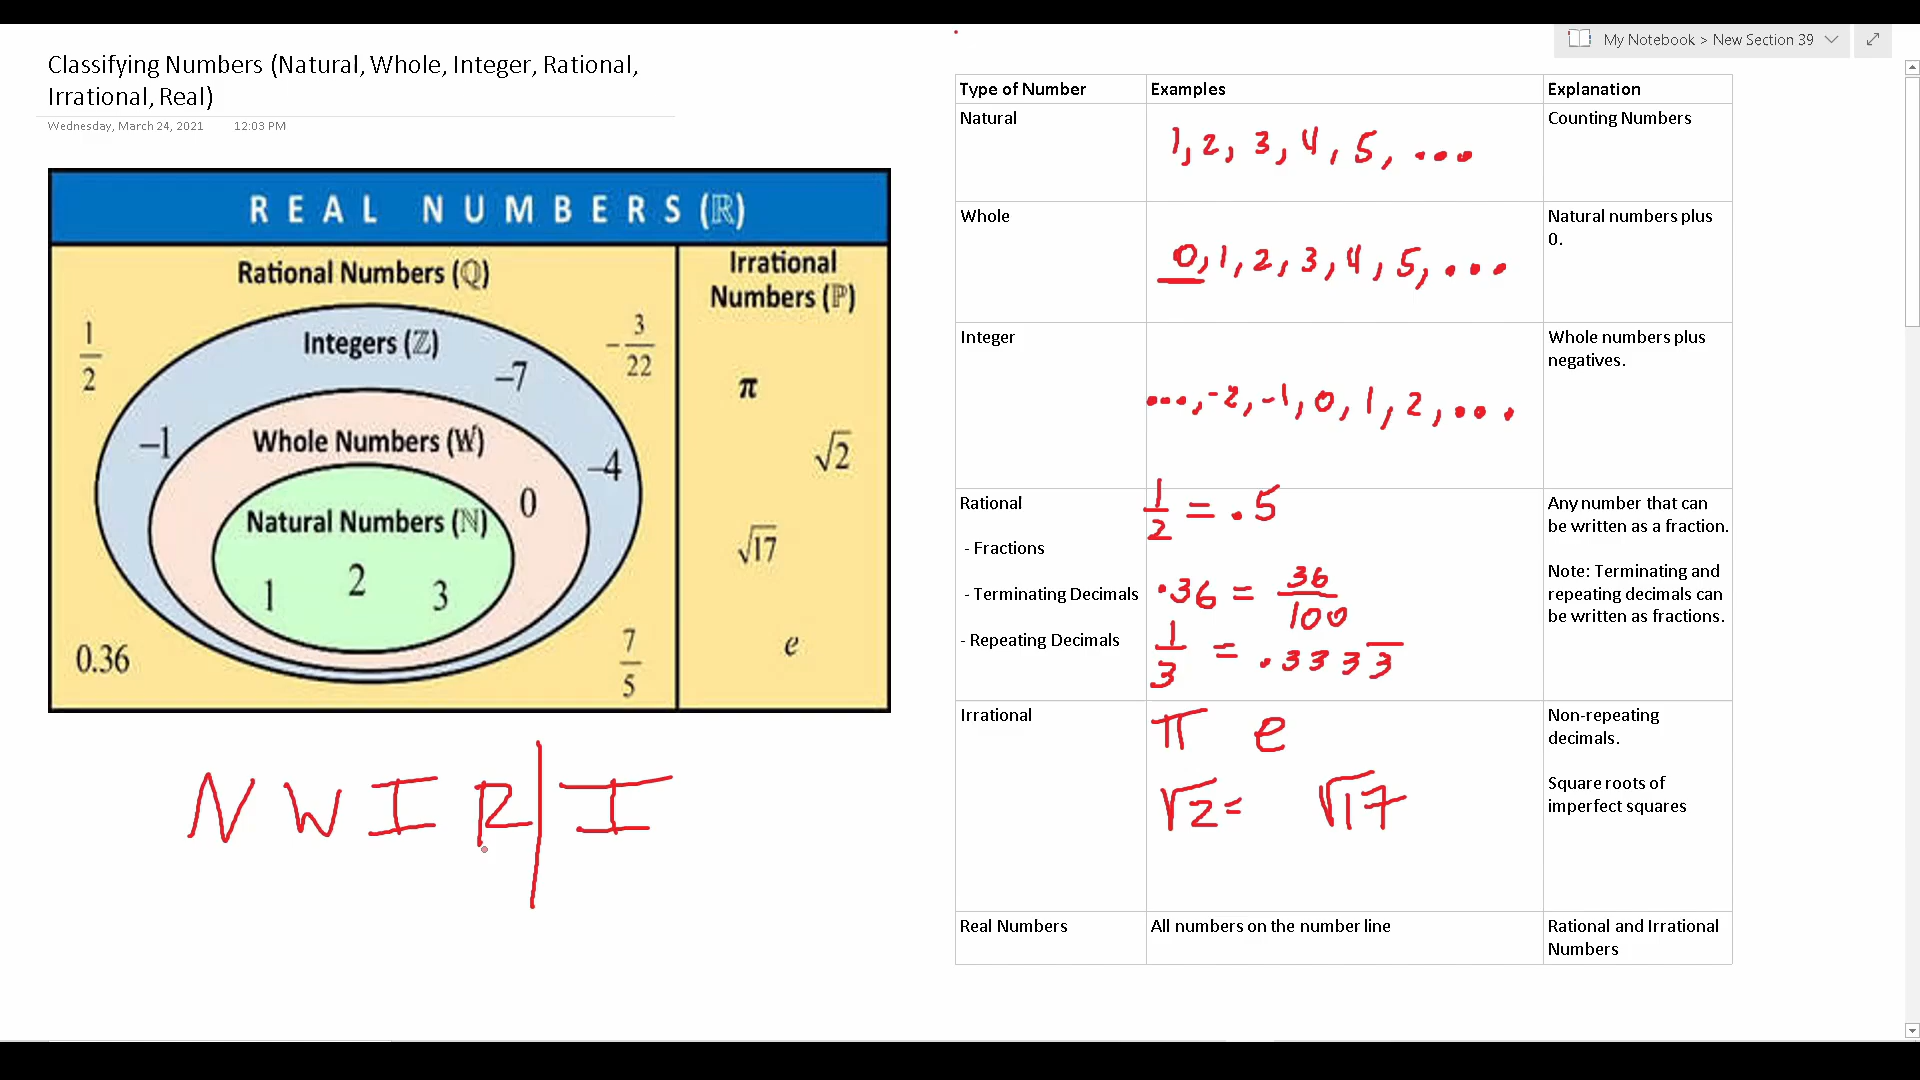 My Notebook > New Section 39
Classifying Numbers (Natural, Whole, Integer, Rational,
Irrational, Real)
Wednesday, March 24, 2021 12:03 PM
REAL NUMBERS (ℝ)
Rational Numbers (ℚ)
Irrational
Numbers (ℙ)
1/2
Integers (ℤ)
-3/22
-7
π
-1
Whole Numbers (W)
-4
√2
0
Natural Numbers (ℕ)
√17
1 2 3
0.36
7/5
e
N W I R | I
Type of Number Examples Explanation
Natural 1, 2, 3, 4, 5, ... Counting Numbers
Whole 0, 1, 2, 3, 4, 5, ... Natural numbers plus
0.
Integer ..., -2, -1, 0, 1, 2, ... Whole numbers plus
negatives.
Rational 1/2 = .5 Any number that can
be written as a fraction.
- Fractions
Note: Terminating and
- Terminating Decimals .36 = 36/100 repeating decimals can
be written as fractions.
- Repeating Decimals 1/3 = .3333̅
Irrational π e Non-repeating
decimals.
√2 = √17 Square roots of
imperfect squares
Real Numbers All numbers on the number line Rational and Irrational
Numbers